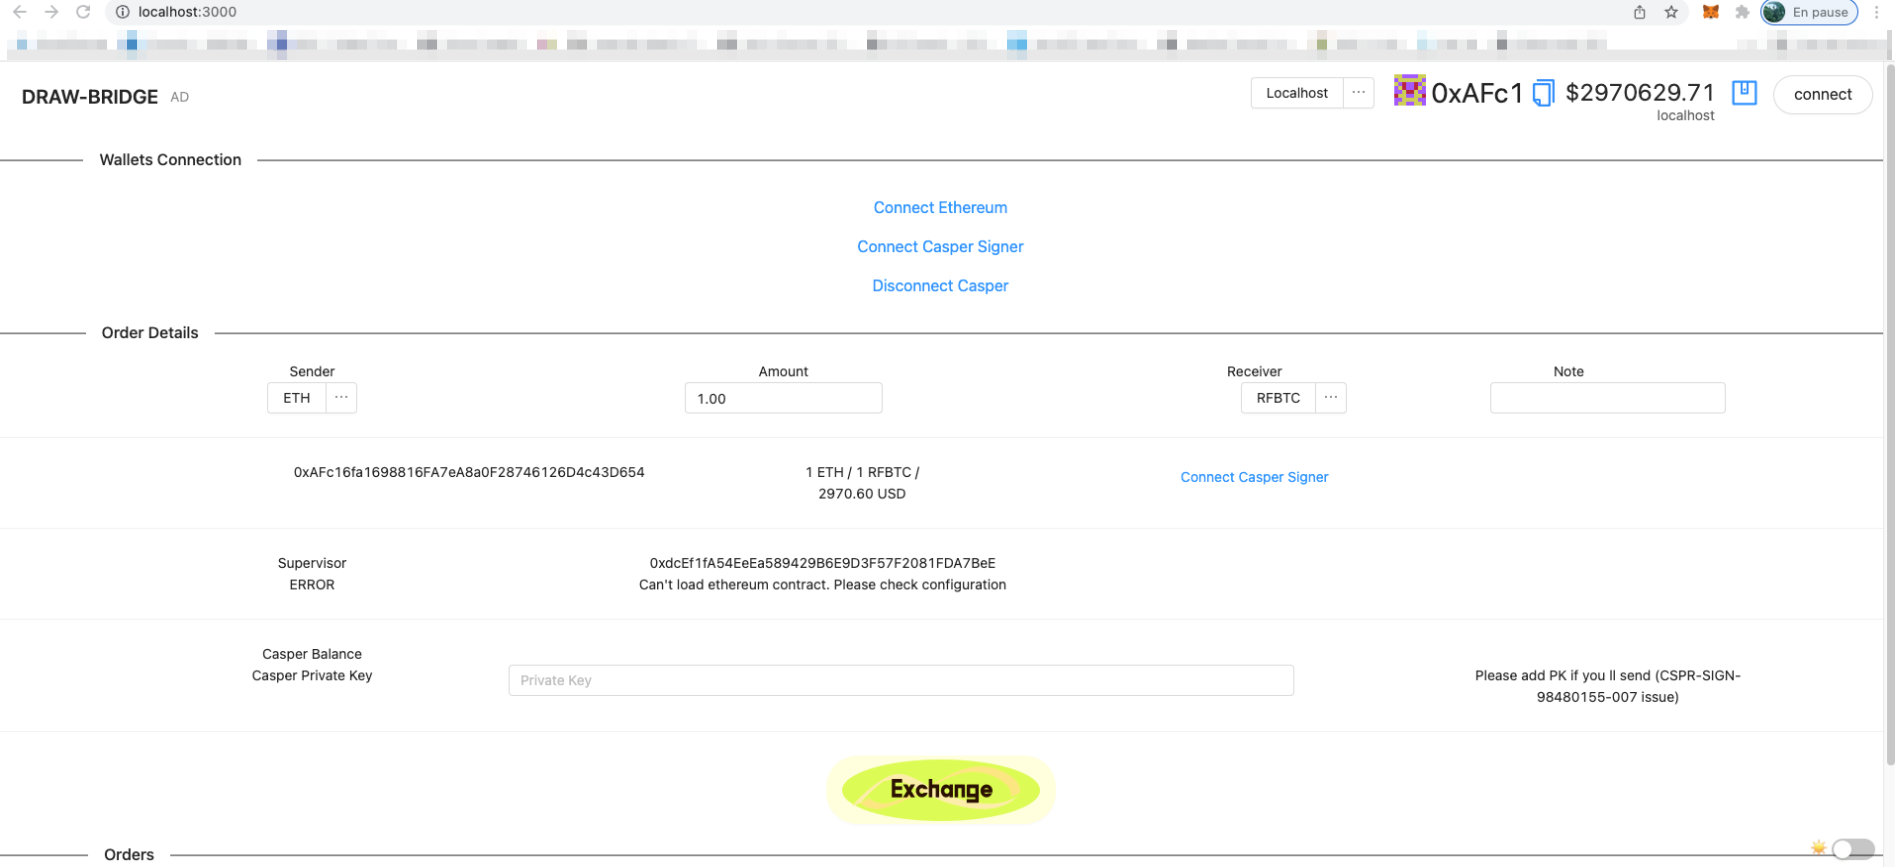 localhost:3000
En pause
DRAW-BRIDGE AD
Localhost ···
0xAFc1
$2970629.71
localhost
connect
Wallets Connection
Connect Ethereum
Connect Casper Signer
Disconnect Casper
Order Details
Sender Amount Receiver Note
ETH ··· 1.00 RFBTC ···
0xAFc16fa1698816FA7eA8a0F28746126D4c43D654
1 ETH / 1 RFBTC /
2970.60 USD
Connect Casper Signer
Supervisor 0xdcEf1fA54EeEa589429B6E9D3F57F2081FDA7BeE
ERROR Can't load ethereum contract. Please check configuration
Casper Balance
Casper Private Key
Private Key
Please add PK if you ll send (CSPR-SIGN-
98480155-007 issue)
Exchange
Orders